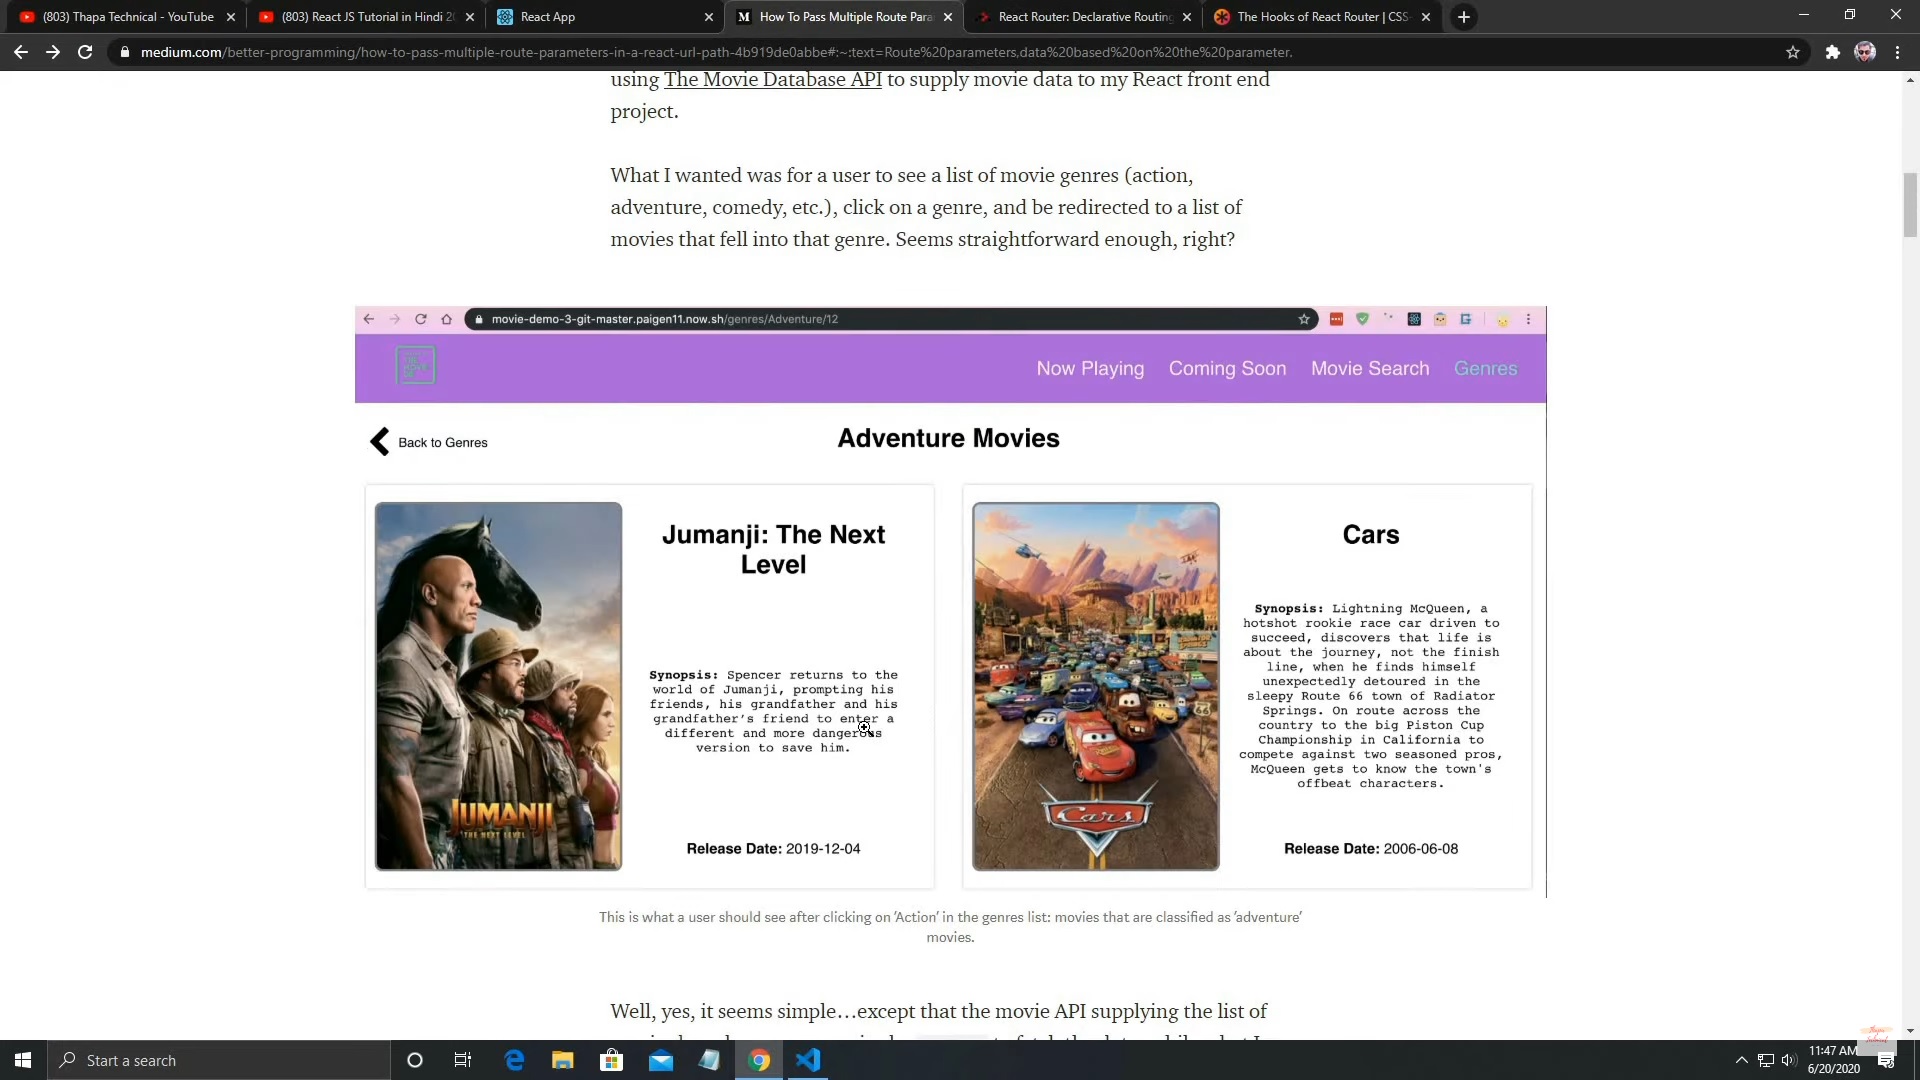 (803) Thapa Technical - YouTube
(803) React JS Tutorial in Hindi 20
React App
How To Pass Multiple Route Para
React Router: Declarative Routing
The Hooks of React Router | CSS-
medium.com/better-programming/how-to-pass-multiple-route-parameters-in-a-react-url-path-4b919de0abbe#:~:text=Route%20parameters,data%20based%20on%20the%20parameter.
using The Movie Database API to supply movie data to my React front end
project.
What I wanted was for a user to see a list of movie genres (action,
adventure, comedy, etc.), click on a genre, and be redirected to a list of
movies that fell into that genre. Seems straightforward enough, right?
movie-demo-3-git-master.paigen11.now.sh/genres/Adventure/12
Now Playing
Coming Soon
Movie Search
Genres
Back to Genres
Adventure Movies
Jumanji: The Next
Level
Synopsis: Spencer returns to the
world of Jumanji, prompting his
friends, his grandfather and his
grandfather's friend to enter a
different and more dangerous
version to save him.
Release Date: 2019-12-04
JUMANJI
THE NEXT LEVEL
Cars
Synopsis: Lightning McQueen, a
hotshot rookie race car driven to
succeed, discovers that life is
about the journey, not the finish
line, when he finds himself
unexpectedly detoured in the
sleepy Route 66 town of Radiator
Springs. On route across the
country to the big Piston Cup
Championship in California to
compete against two seasoned pros,
McQueen gets to know the town's
offbeat characters.
Release Date: 2006-06-08
66
Cars
This is what a user should see after clicking on 'Action' in the genres list: movies that are classified as 'adventure'
movies.
Well, yes, it seems simple…except that the movie API supplying the list of
Start a search
11:47 AM
6/20/2020